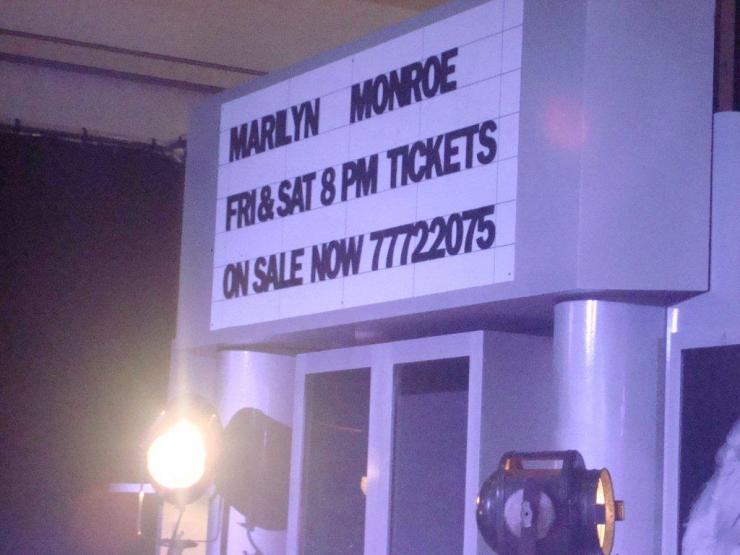 MARILYN MONROE
FRI & SAT 8 PM TICKETS
ON SALE NOW 77722075